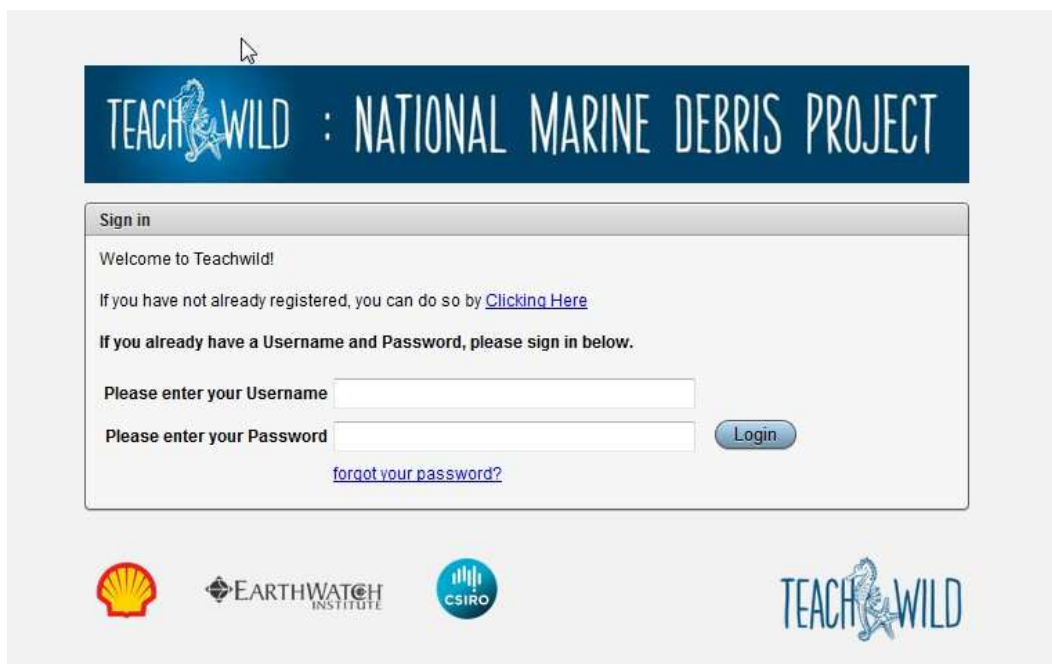 TEACH WILD : NATIONAL MARINE DEBRIS PROJECT
Sign in
Welcome to Teachwild!
If you have not already registered, you can do so by Clicking Here
If you already have a Username and Password, please sign in below.
Please enter your Username
Please enter your Password Login
forgot your password?
EARTHWATCH
INSTITUTE
CSIRO
TEACH WILD